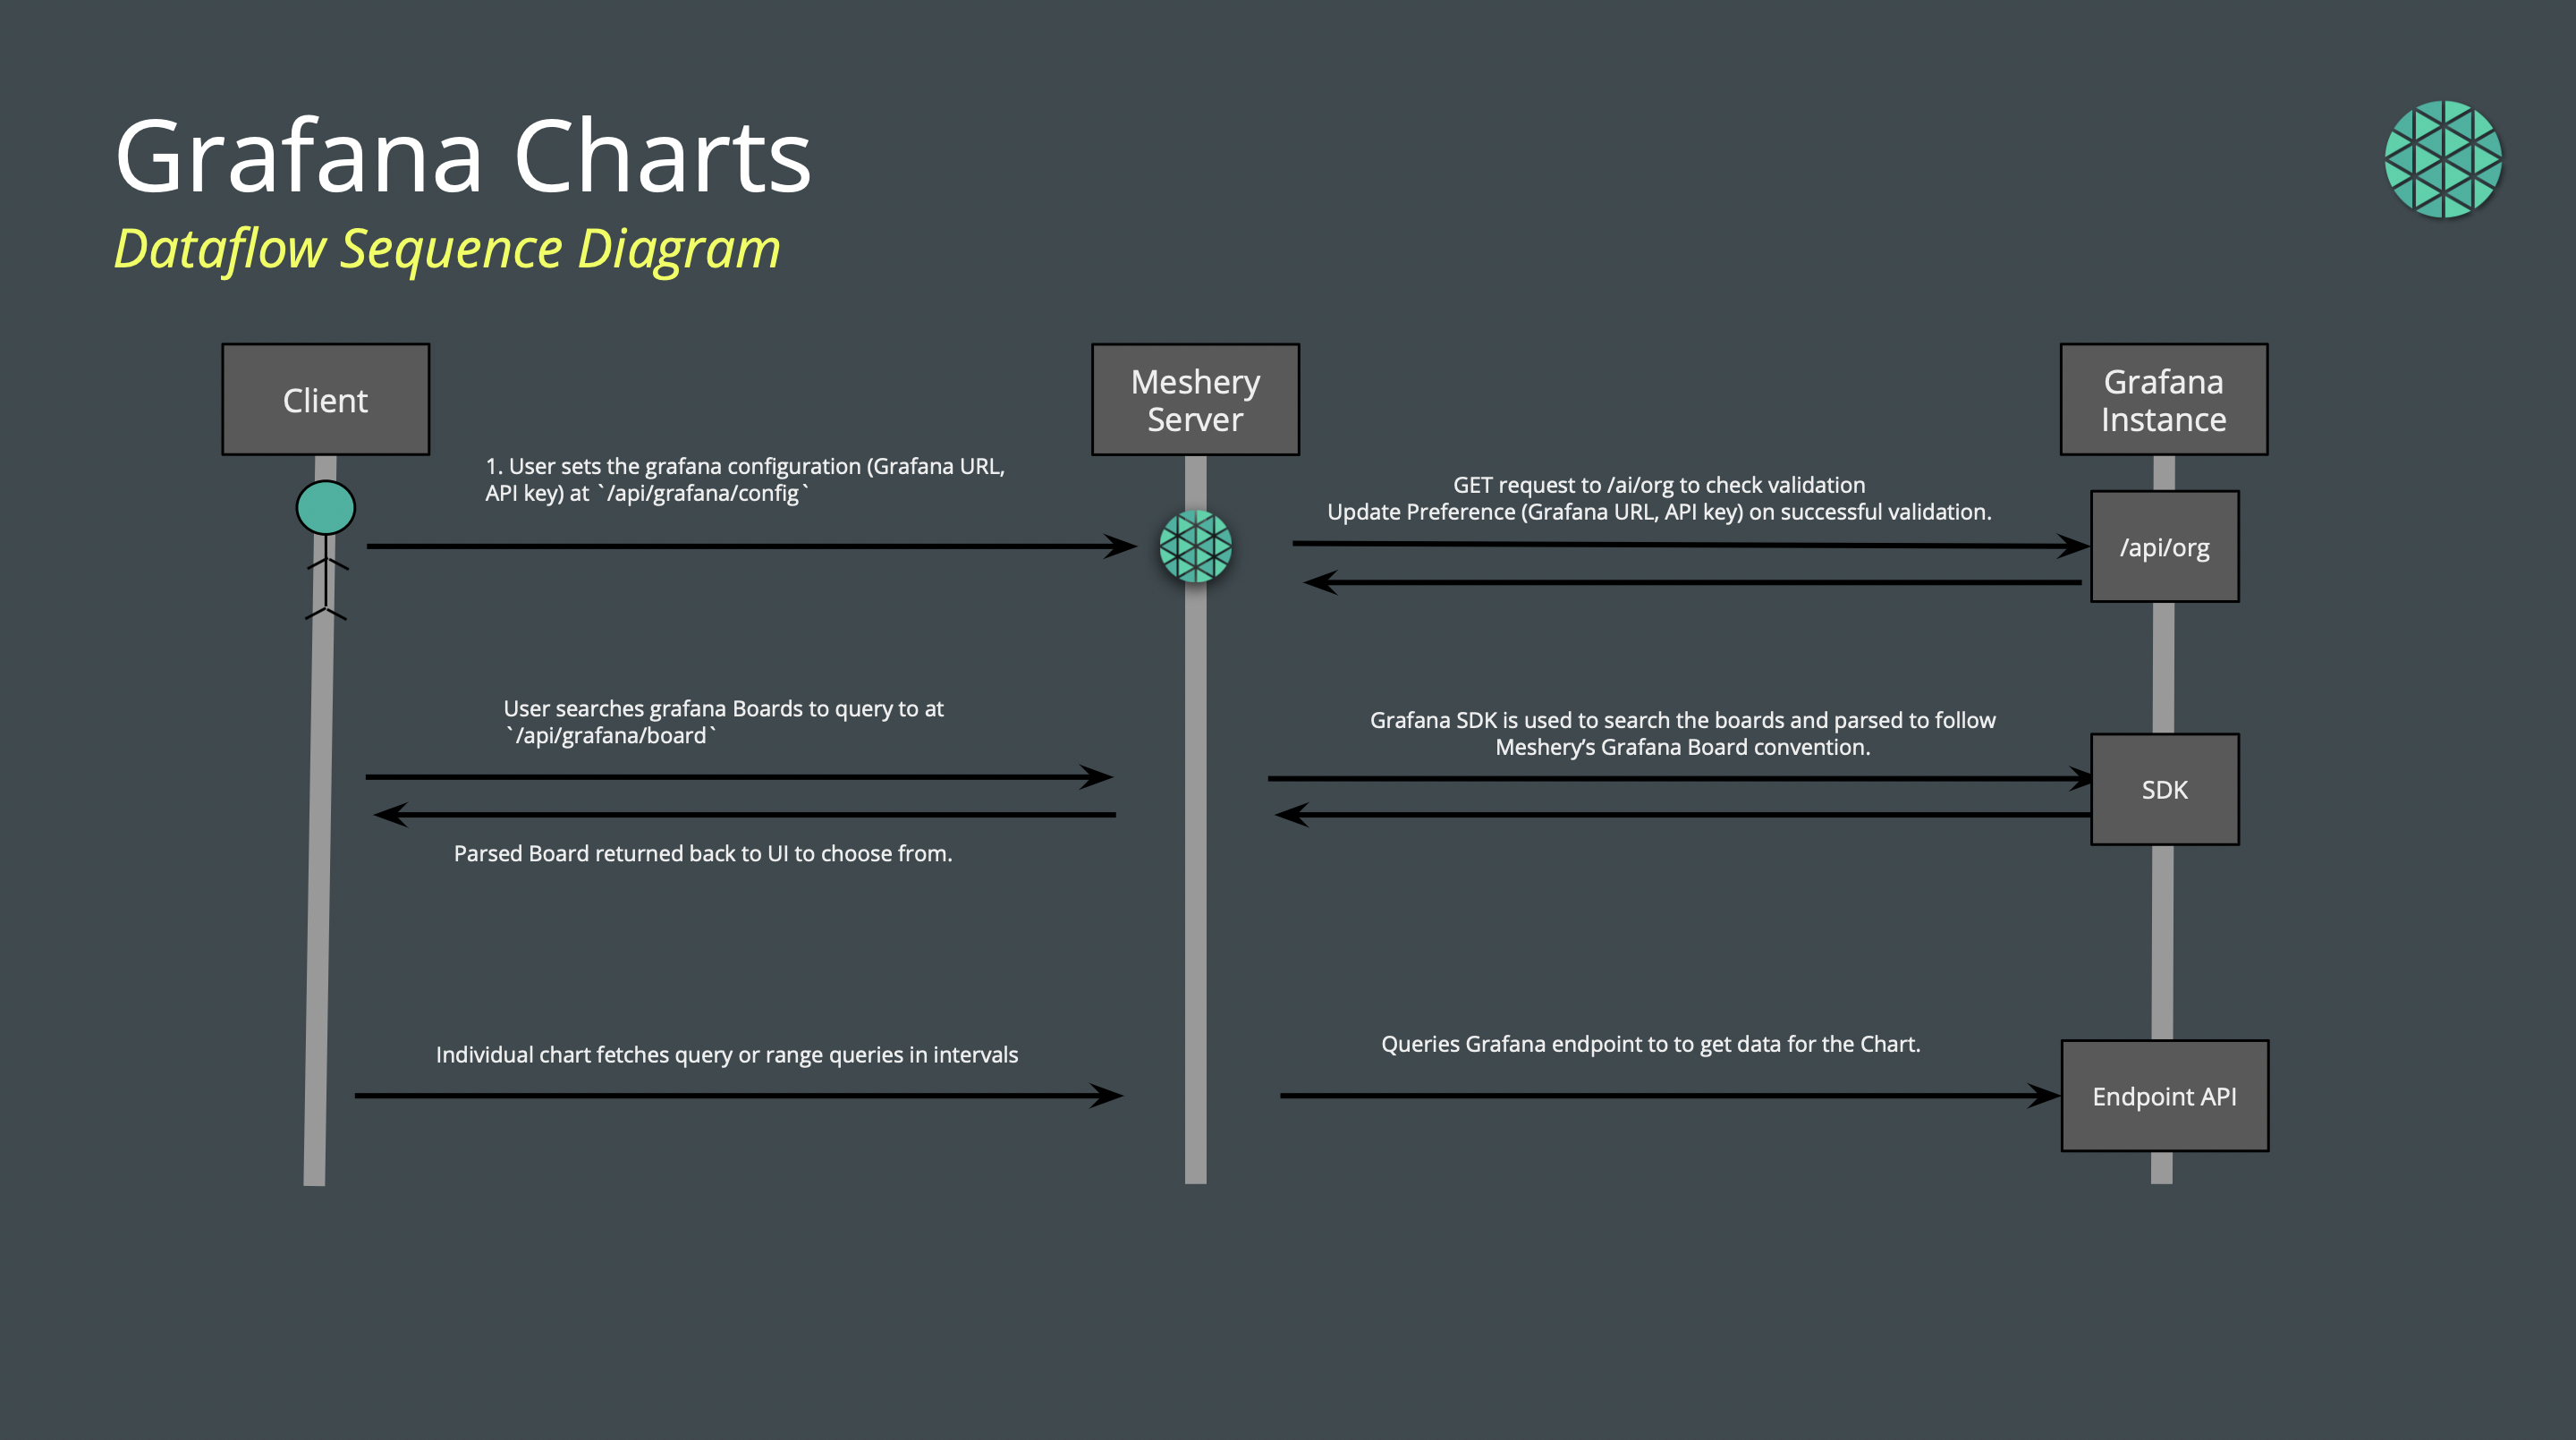 Grafana Charts
Dataflow Sequence Diagram
Client
Meshery
Server
Grafana
Instance
1. User sets the grafana configuration (Grafana URL,
API key) at `/api/grafana/config`
GET request to /ai/org to check validation
Update Preference (Grafana URL, API key) on successful validation.
/api/org
User searches grafana Boards to query to at
`/api/grafana/board`
Grafana SDK is used to search the boards and parsed to follow
Meshery’s Grafana Board convention.
SDK
Parsed Board returned back to UI to choose from.
Individual chart fetches query or range queries in intervals
Queries Grafana endpoint to to get data for the Chart.
Endpoint API